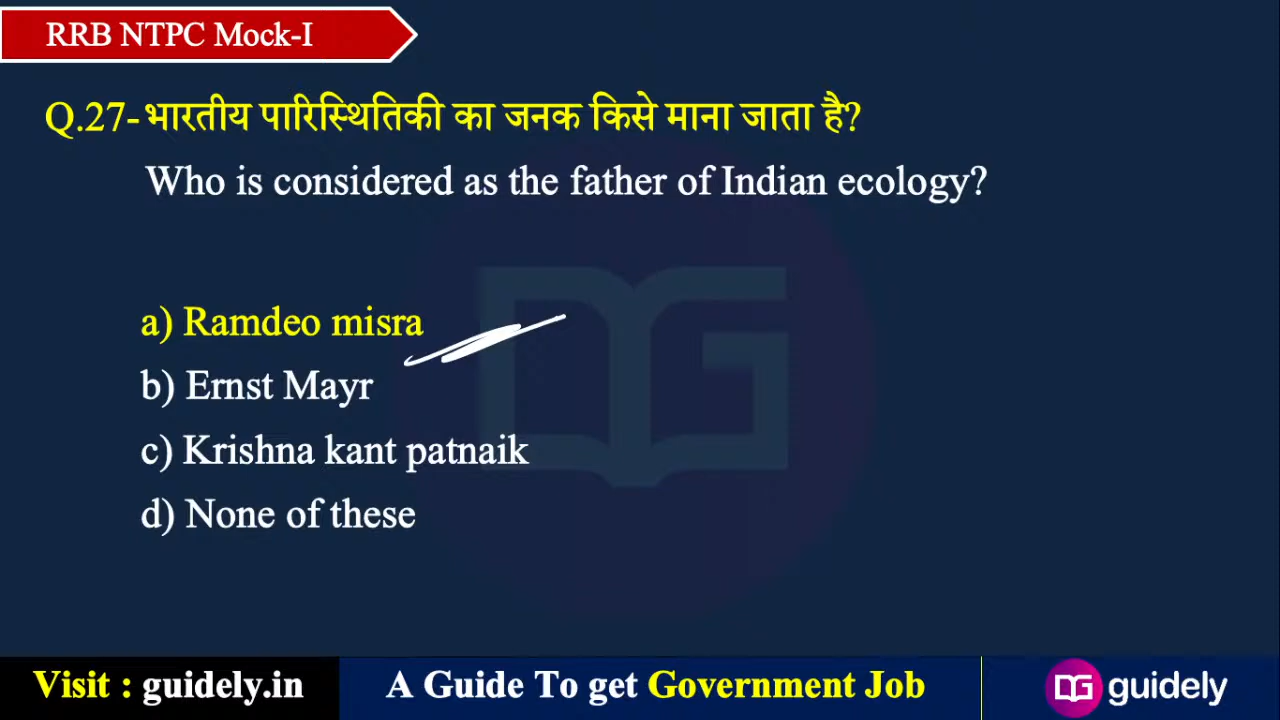 RRB NTPC Mock-I
Q.27-भारतीय पारिस्थितिकी का जनक किसे माना जाता है?
Who is considered as the father of Indian ecology?
a) Ramdeo misra
b) Ernst Mayr
c) Krishna kant patnaik
d) None of these
Visit : guidely.in
A Guide To get Government Job
guidely